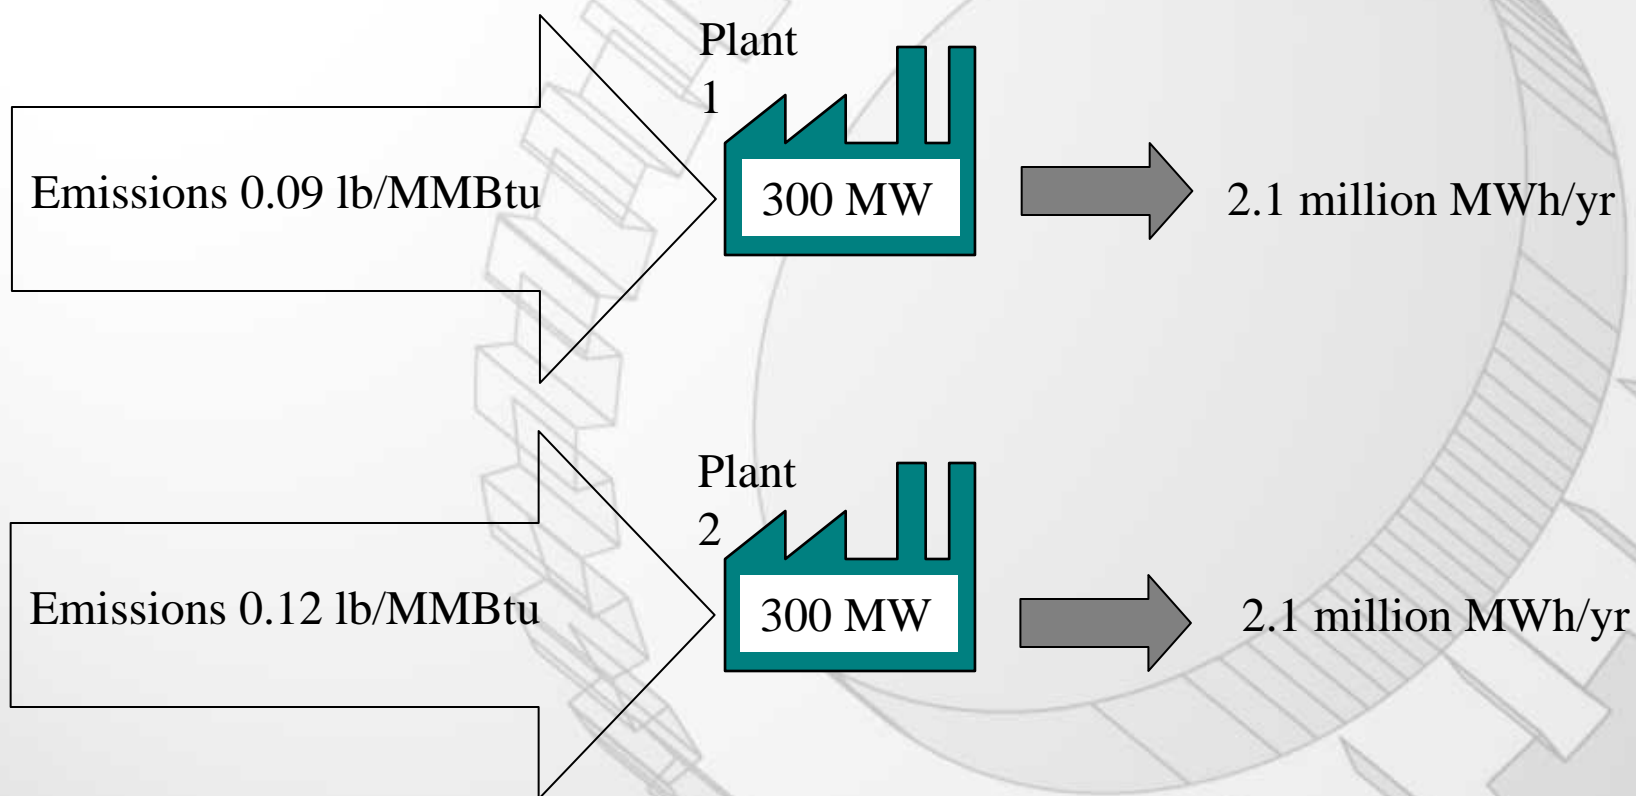 Plant
1
Emissions 0.09 lb/MMBtu
300 MW
2.1 million MWh/yr
Plant
2
Emissions 0.12 lb/MMBtu
300 MW
2.1 million MWh/yr